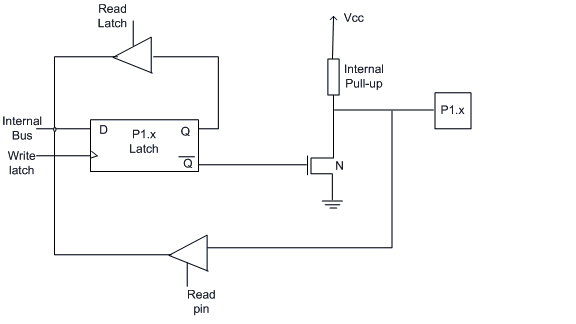 Read
Latch
Vcc
Internal
Pull-up
P1.x
Internal
Bus
D
P1.x
Latch
Q
Write
latch
Q
N
Read
pin